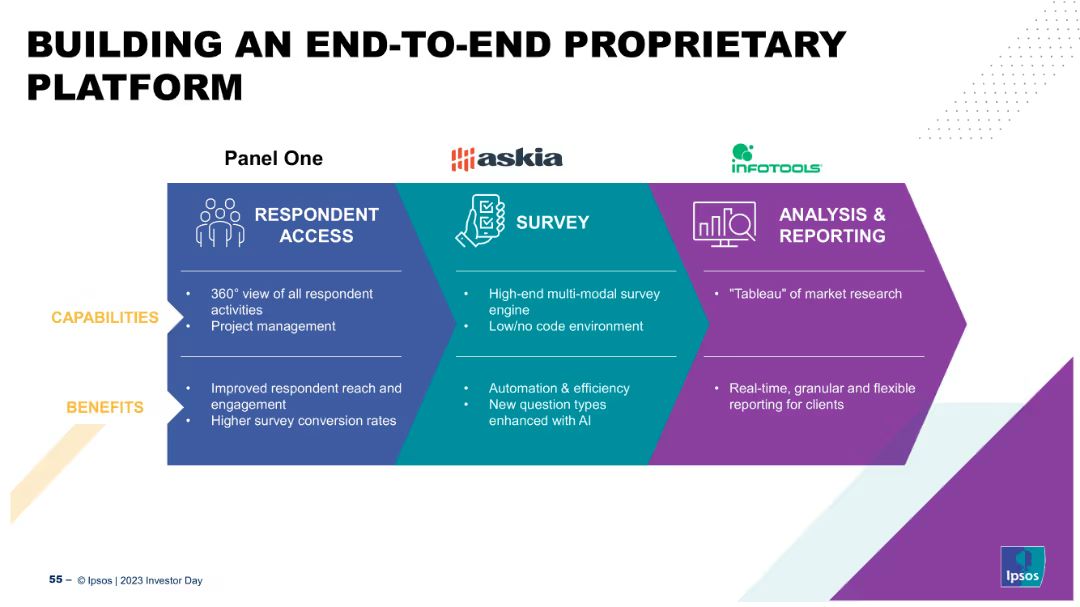 BUILDING AN END-TO-END PROPRIETARY
PLATFORM
Panel One
askia
INFOTOOLS
RESPONDENT
ACCESS
SURVEY
ANALYSIS &
REPORTING
CAPABILITIES
• 360° view of all respondent
activities
• Project management
• High-end multi-modal survey
engine
• Low/no code environment
• "Tableau" of market research
BENEFITS
• Improved respondent reach and
engagement
• Higher survey conversion rates
• Automation & efficiency
• New question types
enhanced with AI
• Real-time, granular and flexible
reporting for clients
55 – © Ipsos | 2023 Investor Day
Ipsos